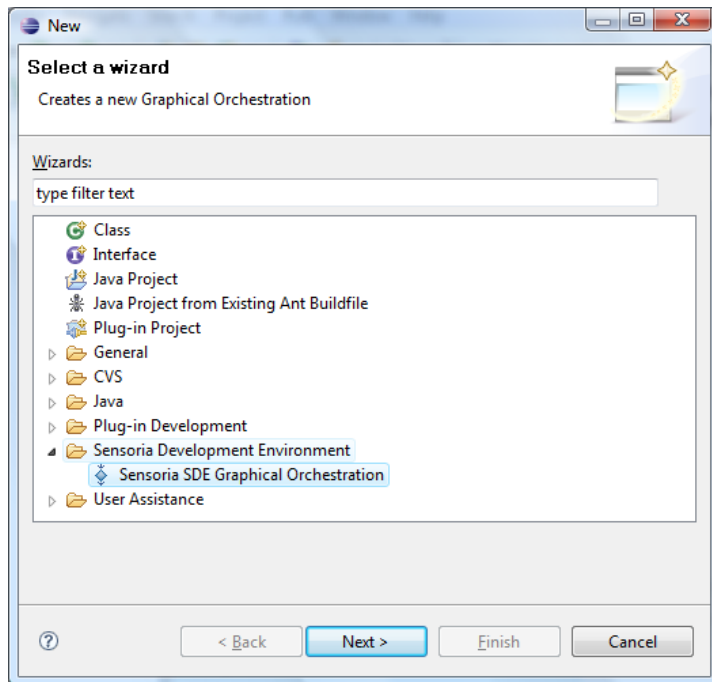 New
Select a wizard
Creates a new Graphical Orchestration
Wizards:
type filter text
Class
Interface
Java Project
Java Project from Existing Ant Buildfile
Plug-in Project
General
CVS
Java
Plug-in Development
Sensoria Development Environment
Sensoria SDE Graphical Orchestration
User Assistance
< Back Next > Finish Cancel